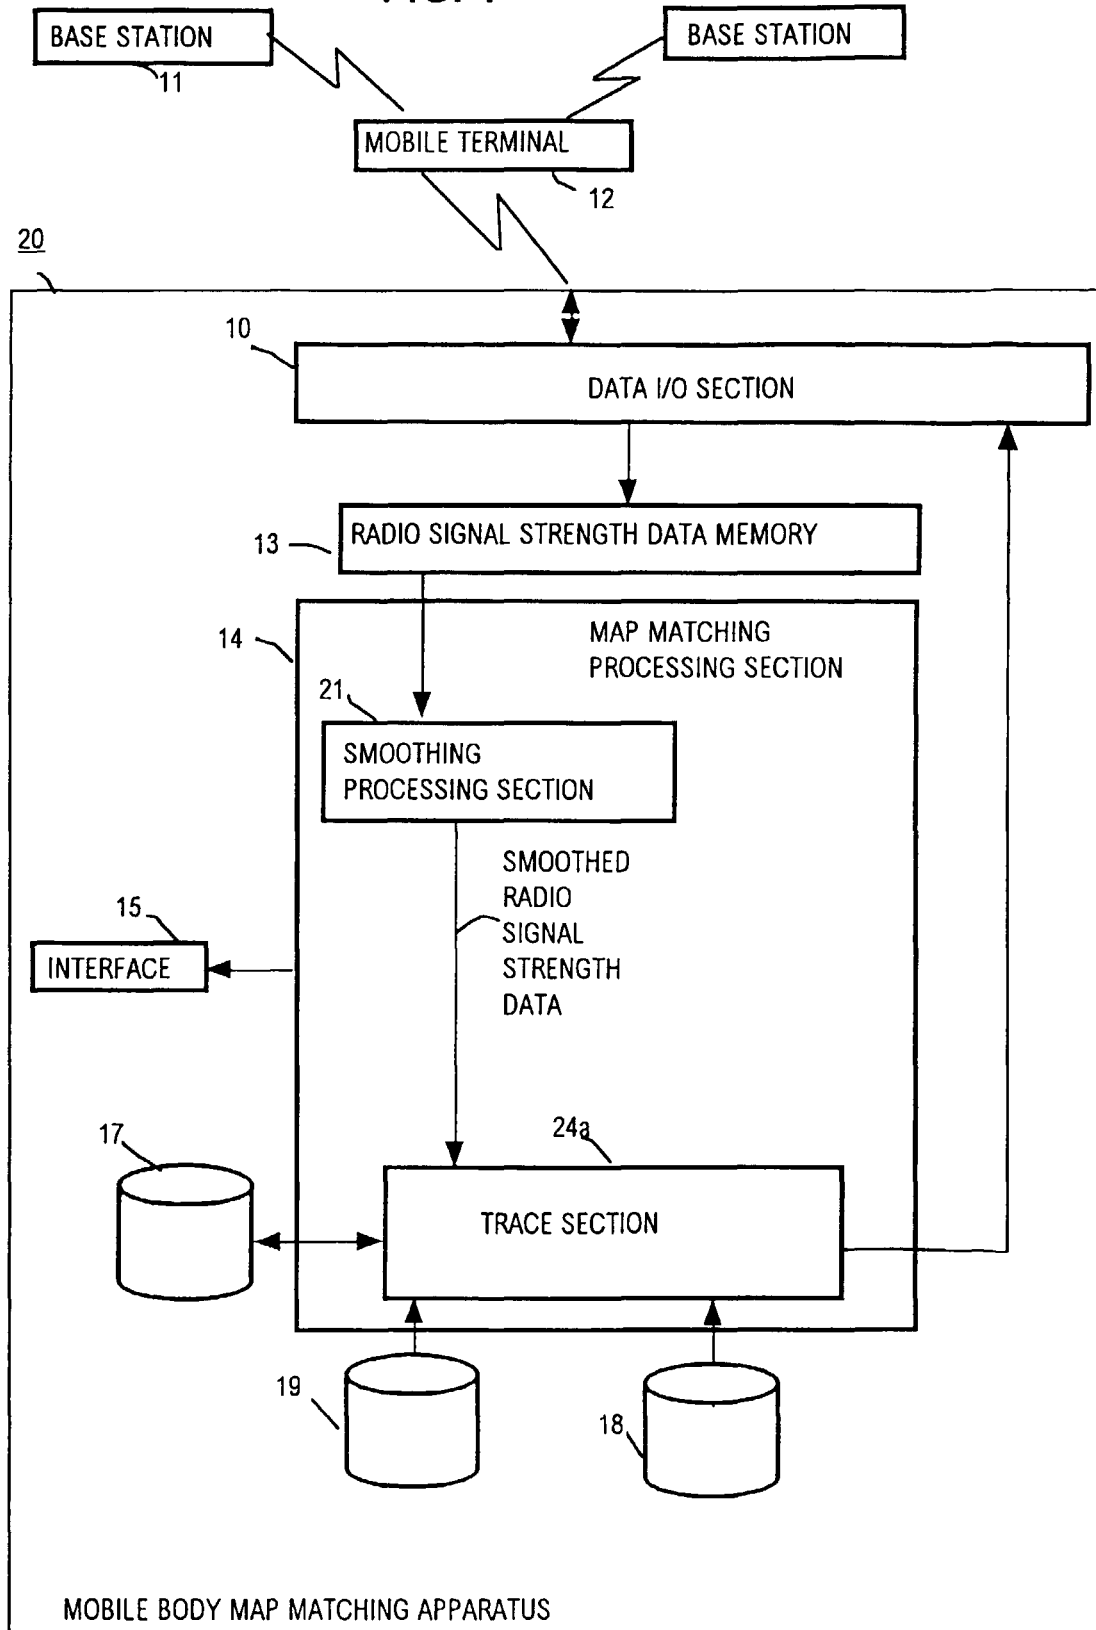 BASE STATION
BASE STATION
11
MOBILE TERMINAL
12
20
10
DATA I/O SECTION
13
RADIO SIGNAL STRENGTH DATA MEMORY
14
MAP MATCHING
PROCESSING SECTION
21
SMOOTHING
PROCESSING SECTION
SMOOTHED
RADIO
SIGNAL
STRENGTH
DATA
15
INTERFACE
17
24a
TRACE SECTION
19
18
MOBILE BODY MAP MATCHING APPARATUS